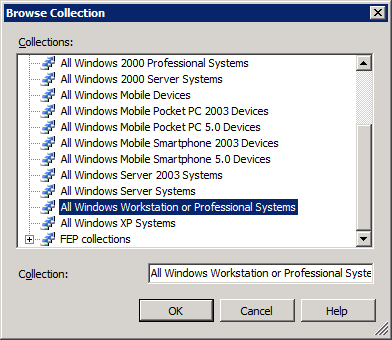 Browse Collection
Collections:
All Windows 2000 Professional Systems
All Windows 2000 Server Systems
All Windows Mobile Devices
All Windows Mobile Pocket PC 2003 Devices
All Windows Mobile Pocket PC 5.0 Devices
All Windows Mobile Smartphone 2003 Devices
All Windows Mobile Smartphone 5.0 Devices
All Windows Server 2003 Systems
All Windows Server Systems
All Windows Workstation or Professional Systems
All Windows XP Systems
FEP collections
Collection: All Windows Workstation or Professional Syste
OK Cancel Help